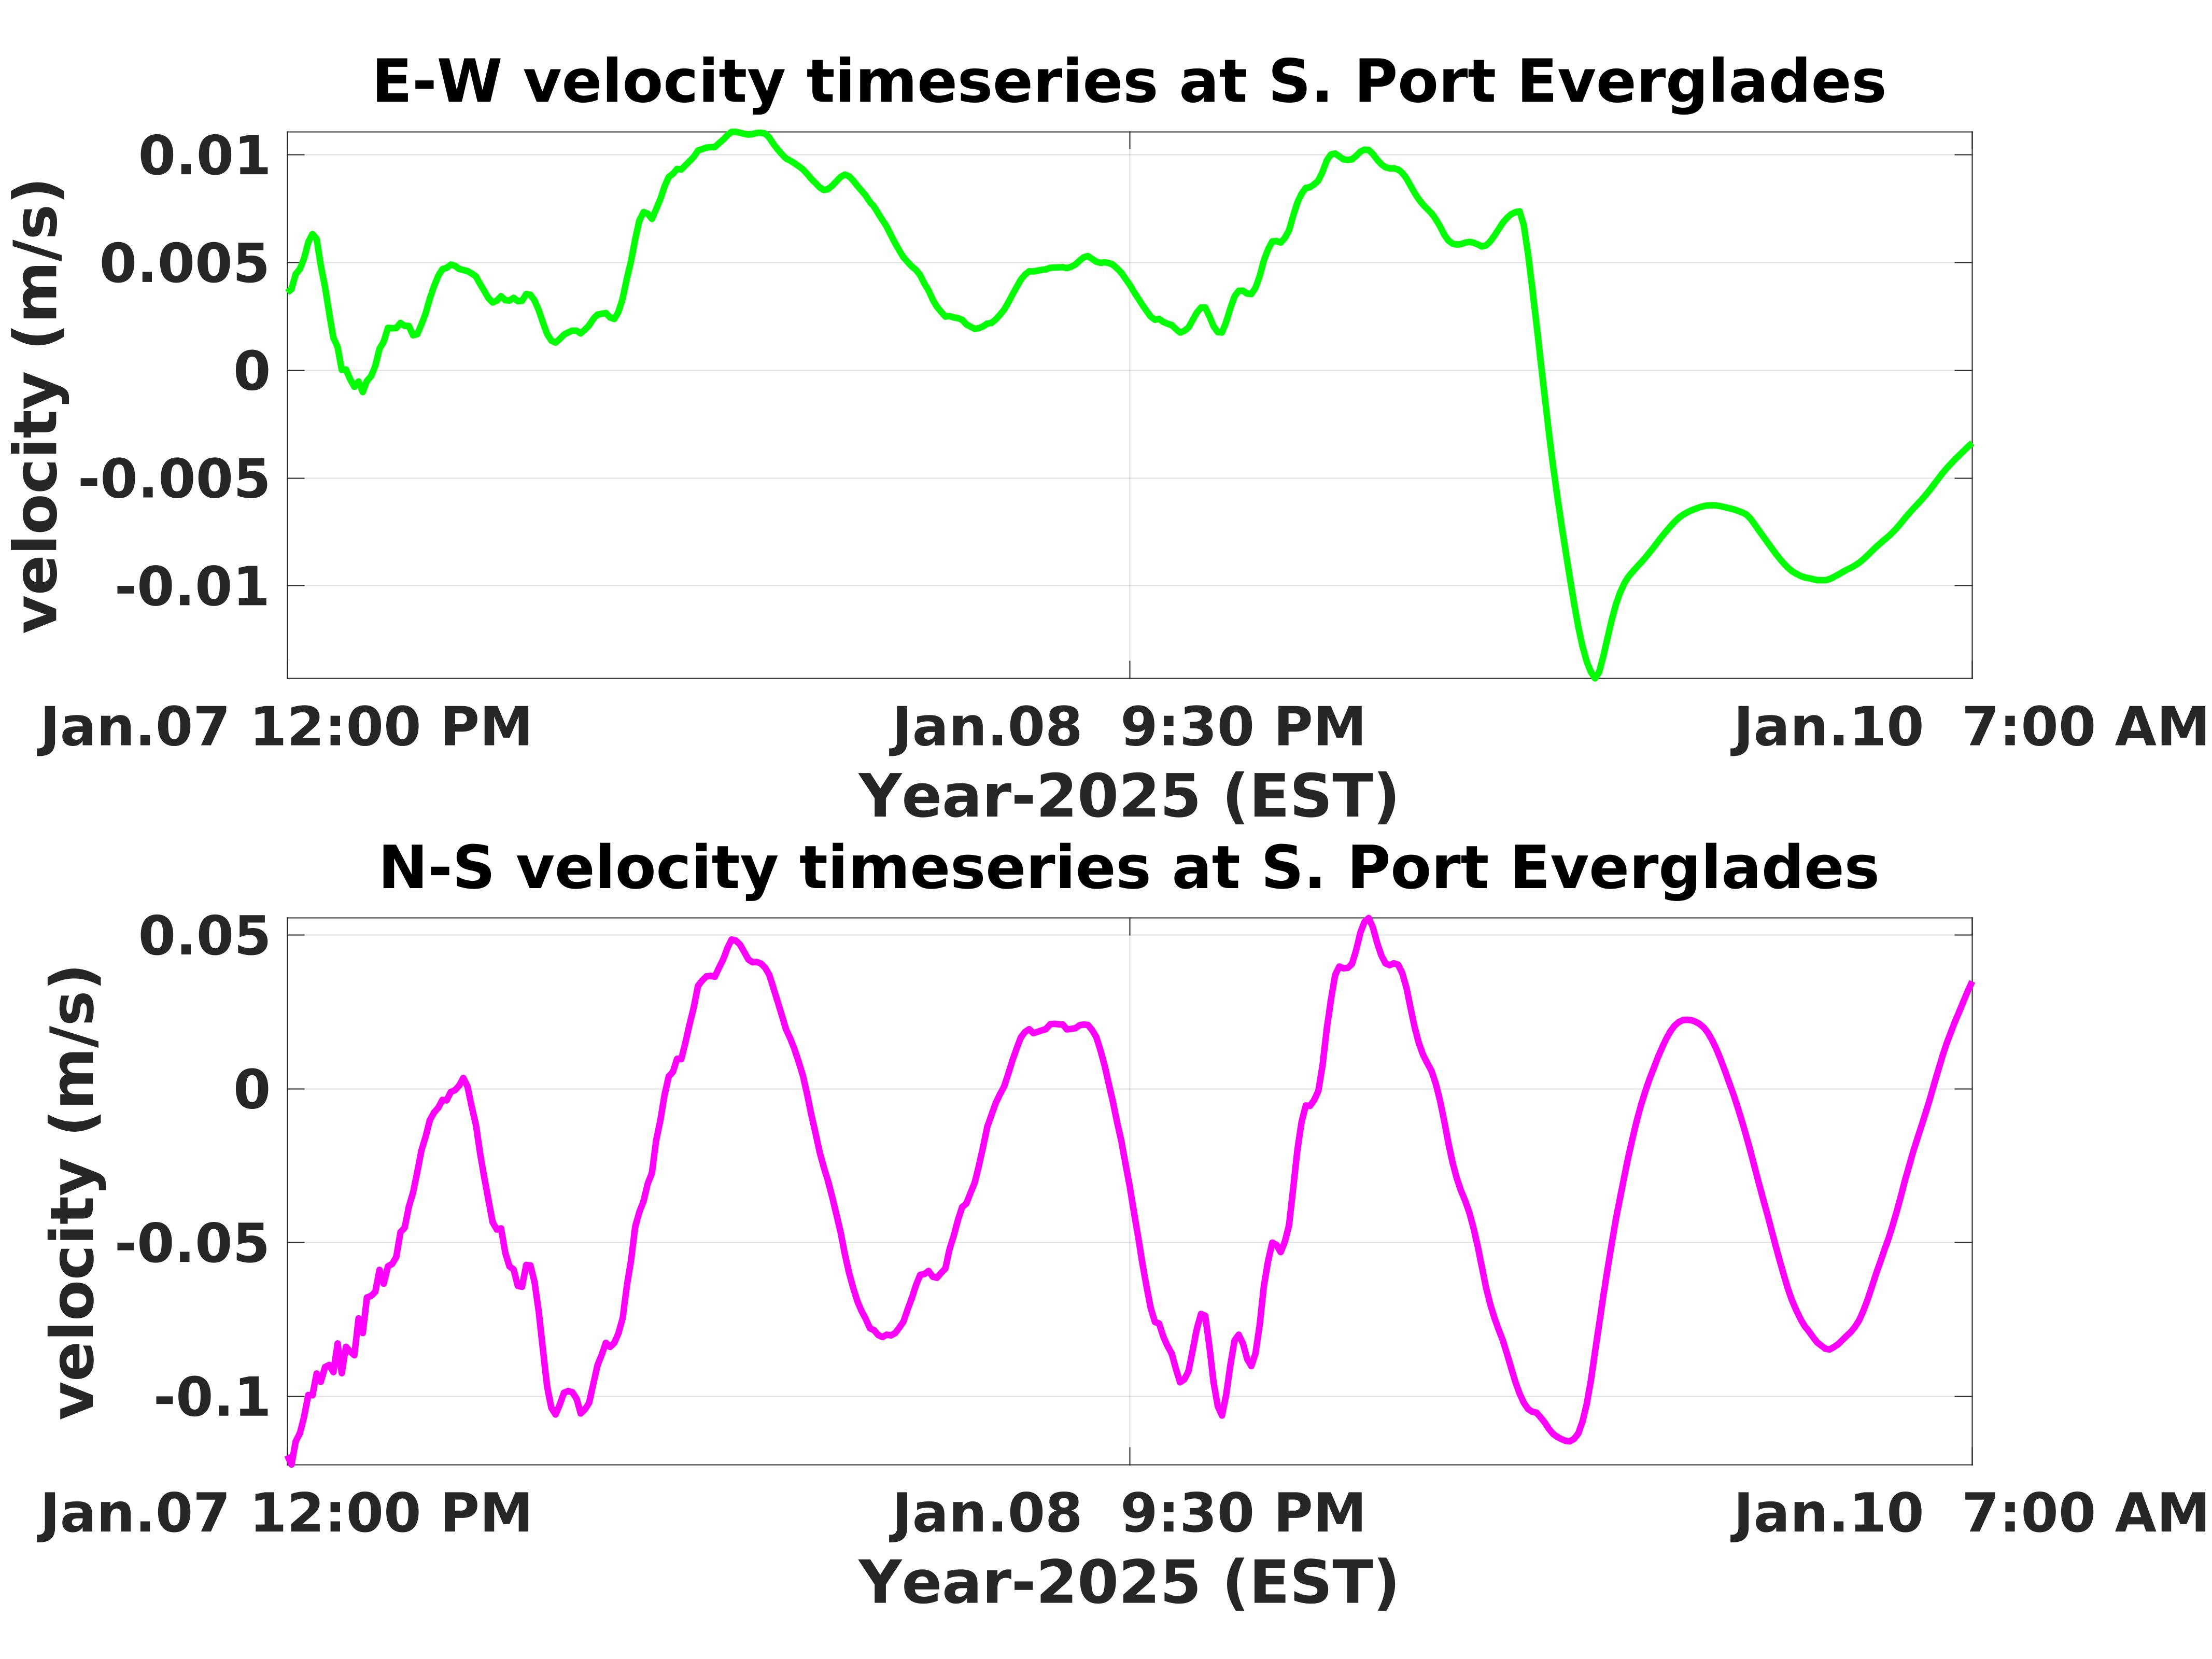 E-W velocity timeseries at S. Port Everglades
velocity (m/s)
0.01
0.005
0
-0.005
-0.01
Jan.07 12:00 PM
Jan.08  9:30 PM
Jan.10  7:00 AM
Year-2025 (EST)
N-S velocity timeseries at S. Port Everglades
velocity (m/s)
0.05
0
-0.05
-0.1
Jan.07 12:00 PM
Jan.08  9:30 PM
Jan.10  7:00 AM
Year-2025 (EST)